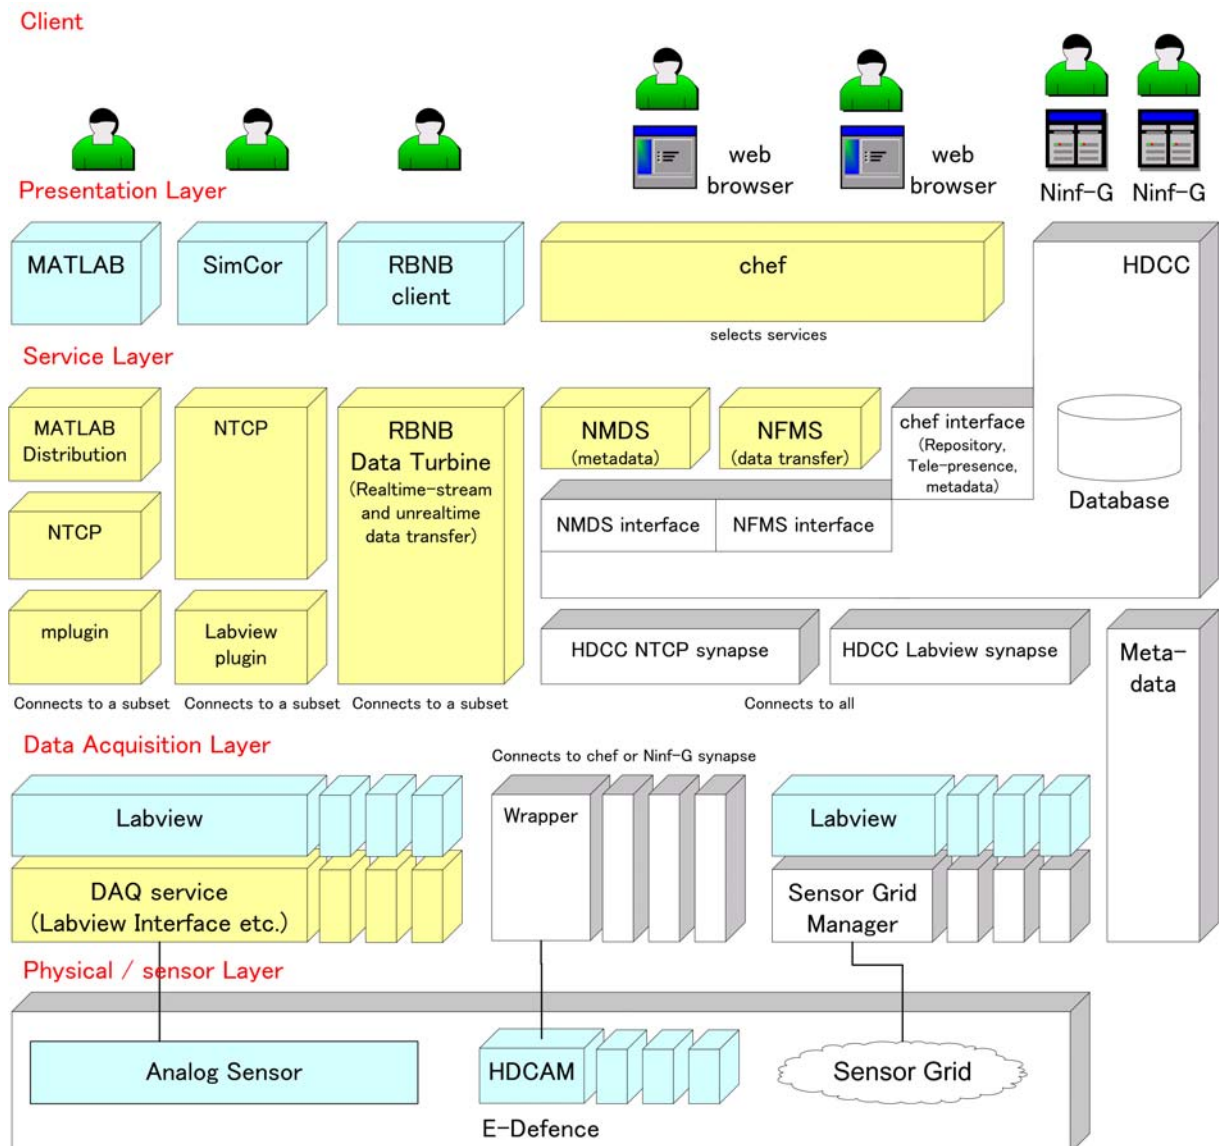 Client
web
browser
web
browser
Ninf-G
Ninf-G
Presentation Layer
MATLAB
SimCor
RBNB
client
chef
HDCC
selects services
Service Layer
MATLAB
Distribution
NTCP
RBNB
Data Turbine
(Realtime-stream
and unrealtime
data transfer)
NMDS
(metadata)
NFMS
(data transfer)
chef interface
(Repository,
Tele-presence,
metadata)
Database
NTCP
NMDS interface
NFMS interface
mplugin
Labview
plugin
HDCC NTCP synapse
HDCC Labview synapse
Meta-
data
Connects to a subset
Connects to a subset
Connects to a subset
Connects to all
Data Acquisition Layer
Connects to chef or Ninf-G synapse
Labview
Wrapper
Labview
DAQ service
(Labview Interface etc.)
Sensor Grid
Manager
Physical / sensor Layer
Analog Sensor
HDCAM
Sensor Grid
E-Defence